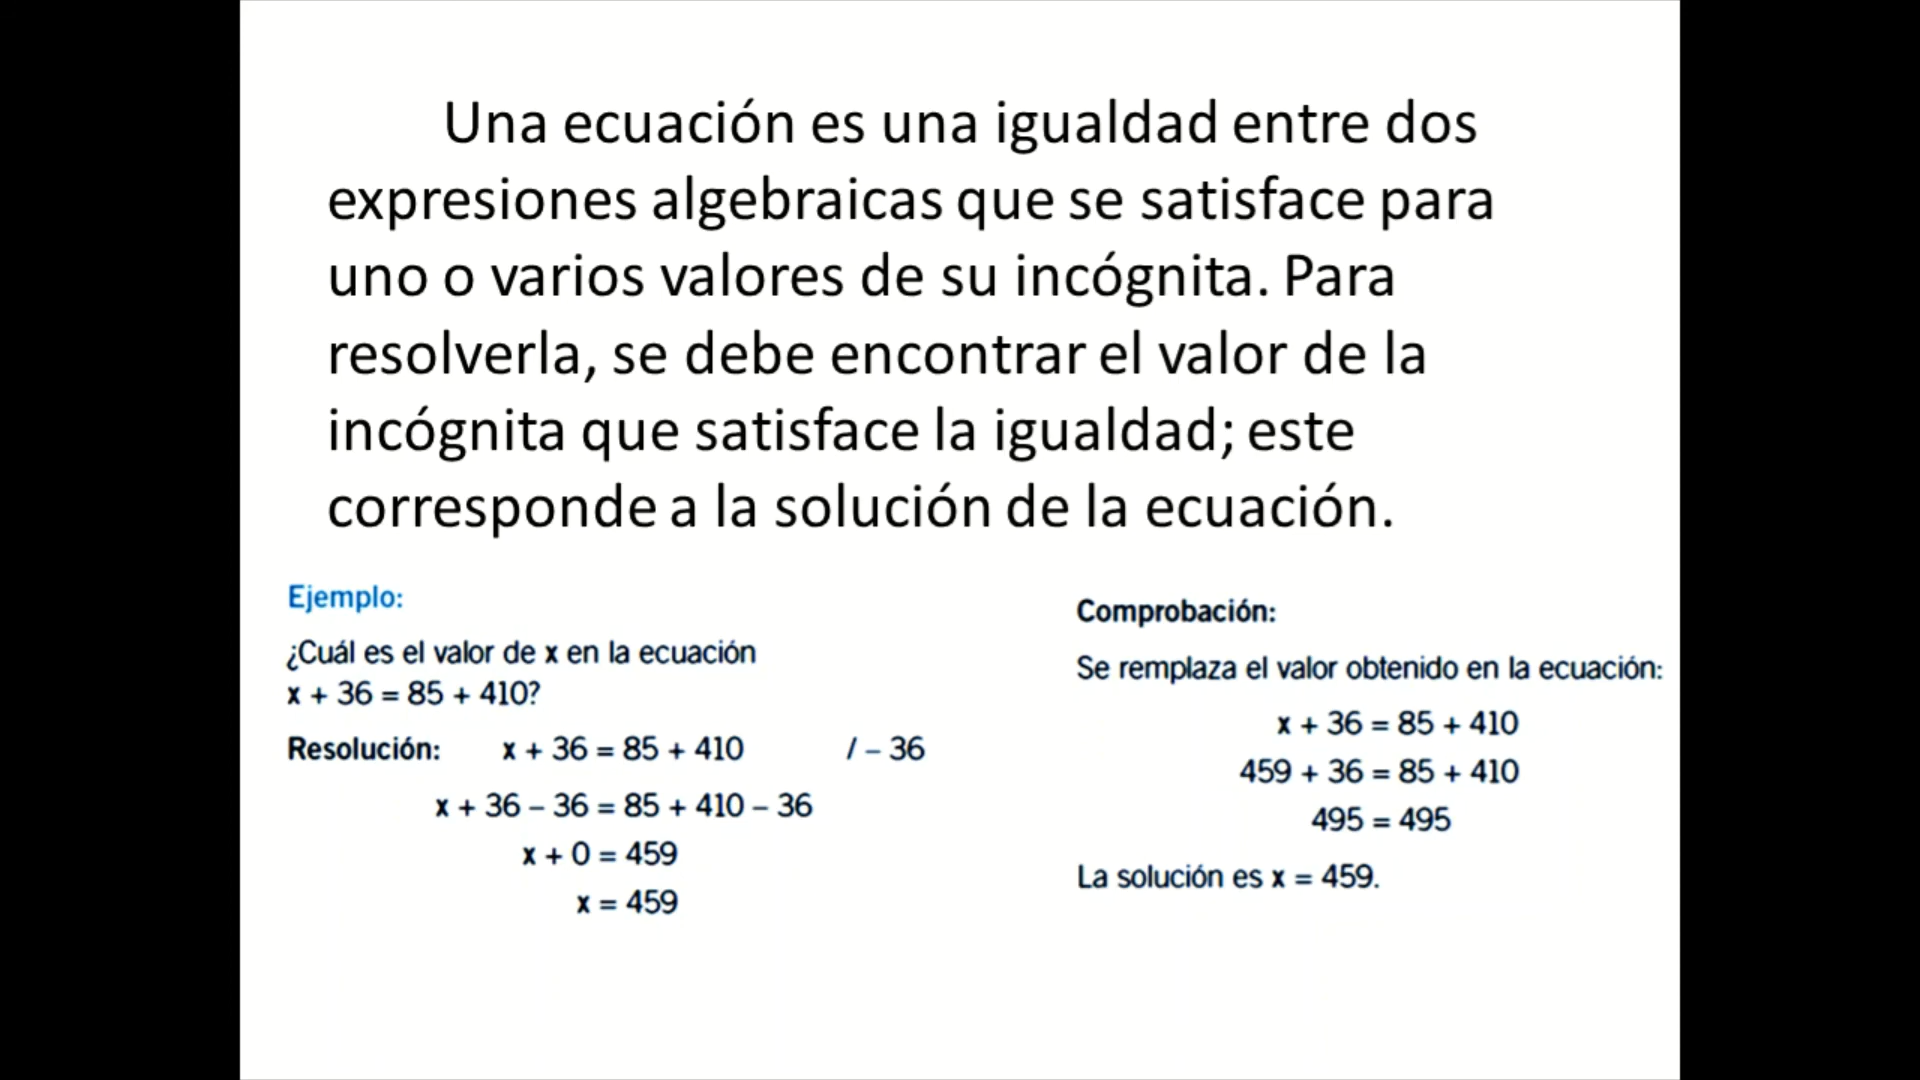 Una ecuación es una igualdad entre dos
expresiones algebraicas que se satisface para
uno o varios valores de su incógnita. Para
resolverla, se debe encontrar el valor de la
incógnita que satisface la igualdad; este
corresponde a la solución de la ecuación.
Ejemplo:
¿Cuál es el valor de x en la ecuación
x + 36 = 85 + 410?
Resolución: x + 36 = 85 + 410 / – 36
x + 36 – 36 = 85 + 410 – 36
x + 0 = 459
x = 459
Comprobación:
Se remplaza el valor obtenido en la ecuación:
x + 36 = 85 + 410
459 + 36 = 85 + 410
495 = 495
La solución es x = 459.